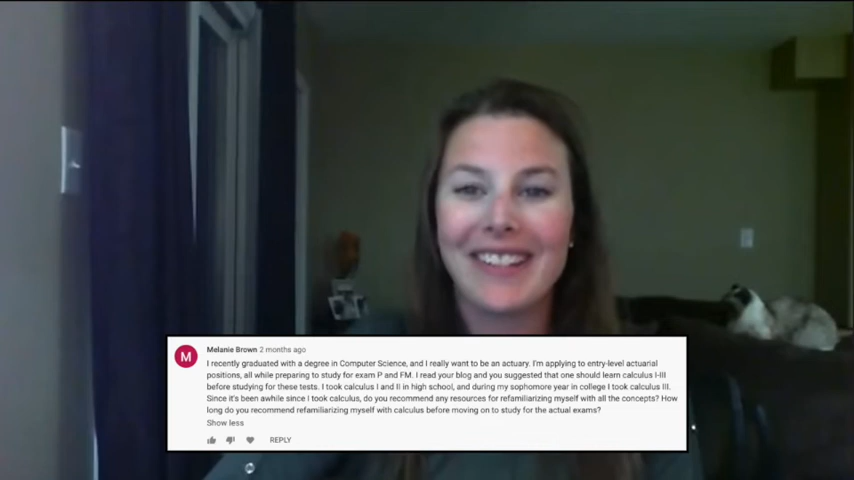 M
Melanie Brown 2 months ago
I recently graduated with a degree in Computer Science, and I really want to be an actuary. I'm applying to entry-level actuarial
positions, all while preparing to study for exam P and FM. I read your blog and you suggested that one should learn calculus I-III
before studying for these tests. I took calculus I and II in high school, and during my sophomore year in college I took calculus III.
Since it's been awhile since I took calculus, do you recommend any resources for refamiliarizing myself with all the concepts? How
long do you recommend refamiliarizing myself with calculus before moving on to study for the actual exams?
Show less
REPLY